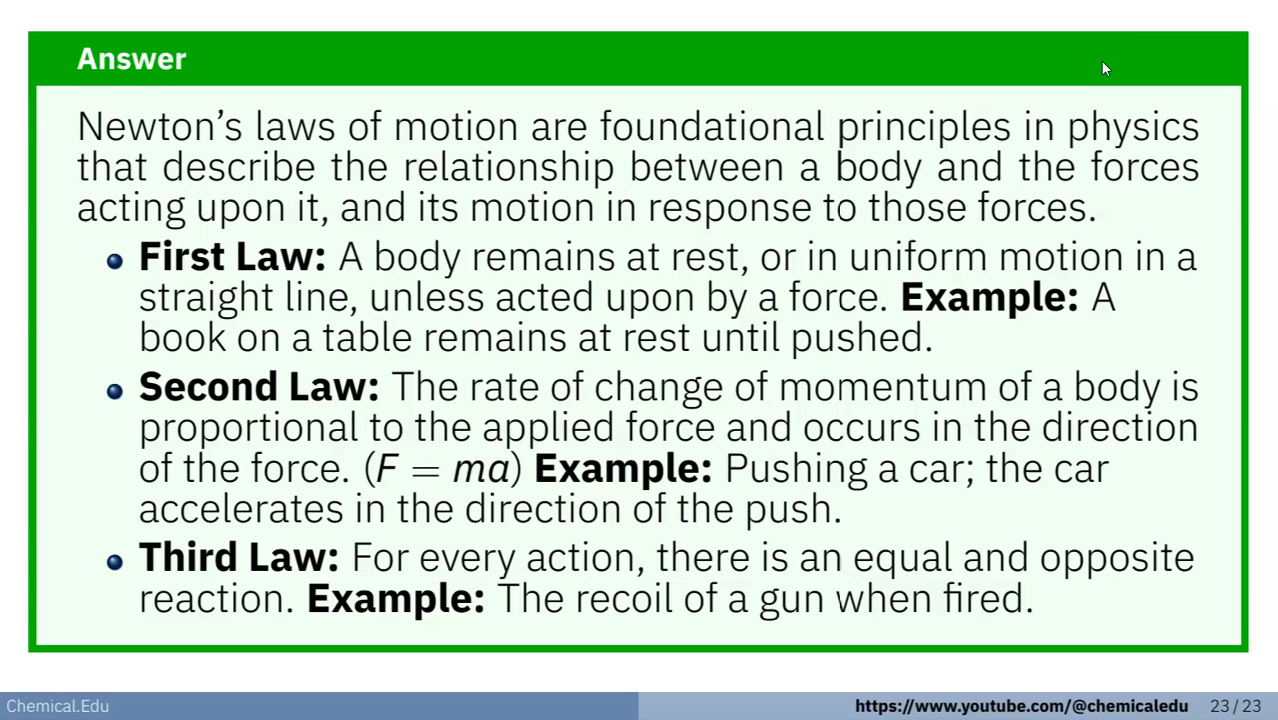 Answer
Newton’s laws of motion are foundational principles in physics
that describe the relationship between a body and the forces
acting upon it, and its motion in response to those forces.
First Law: A body remains at rest, or in uniform motion in a
straight line, unless acted upon by a force. Example: A
book on a table remains at rest until pushed.
Second Law: The rate of change of momentum of a body is
proportional to the applied force and occurs in the direction
of the force. (F = ma) Example: Pushing a car; the car
accelerates in the direction of the push.
Third Law: For every action, there is an equal and opposite
reaction. Example: The recoil of a gun when fired.
Chemical.Edu https://www.youtube.com/@chemicaledu 23 / 23